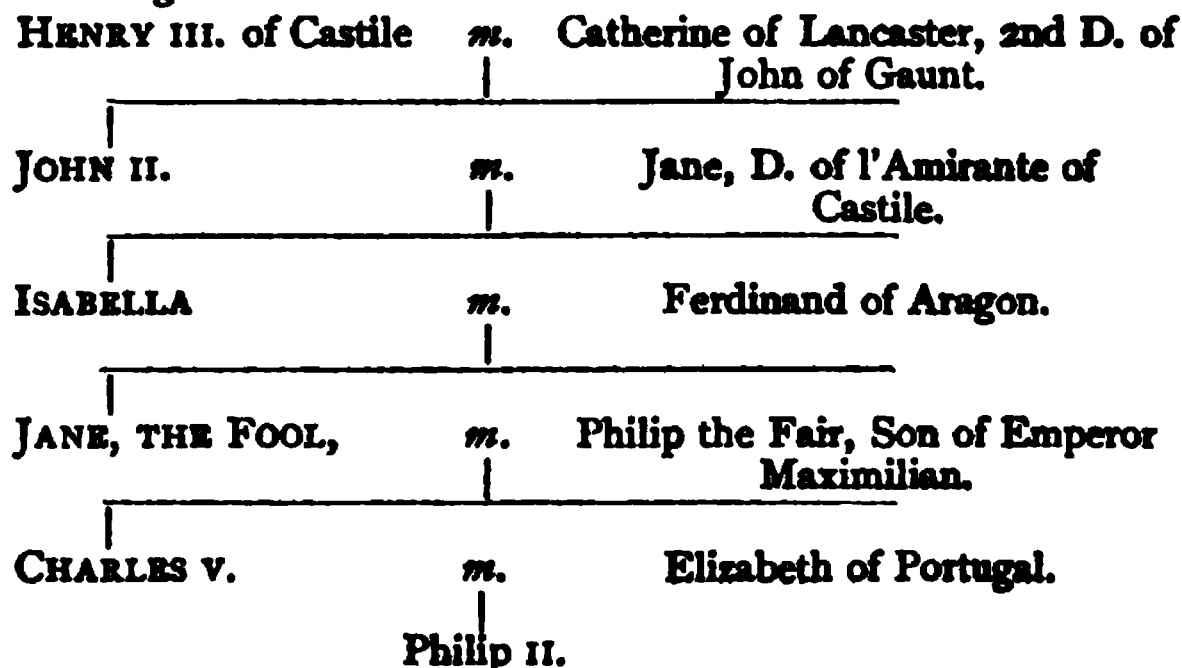 HENRY III. of Castile m. Catherine of Lancaster, 2nd D. of
John of Gaunt.
JOHN II. m. Jane, D. of l'Amirante of
Castile.
ISABELLA m. Ferdinand of Aragon.
JANE, THE FOOL, m. Philip the Fair, Son of Emperor
Maximilian.
CHARLES V. m. Elizabeth of Portugal.
Philip II.